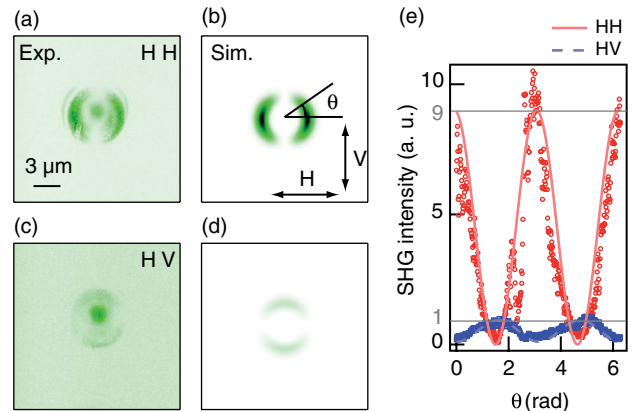 (a)
Exp.
H H
3 μm
(b)
Sim.
θ
V
H
(c)
H V
(d)
(e)
HH
HV
SHG intensity (a. u.)
10
9
5
1
0
0 2 4 6
θ (rad)